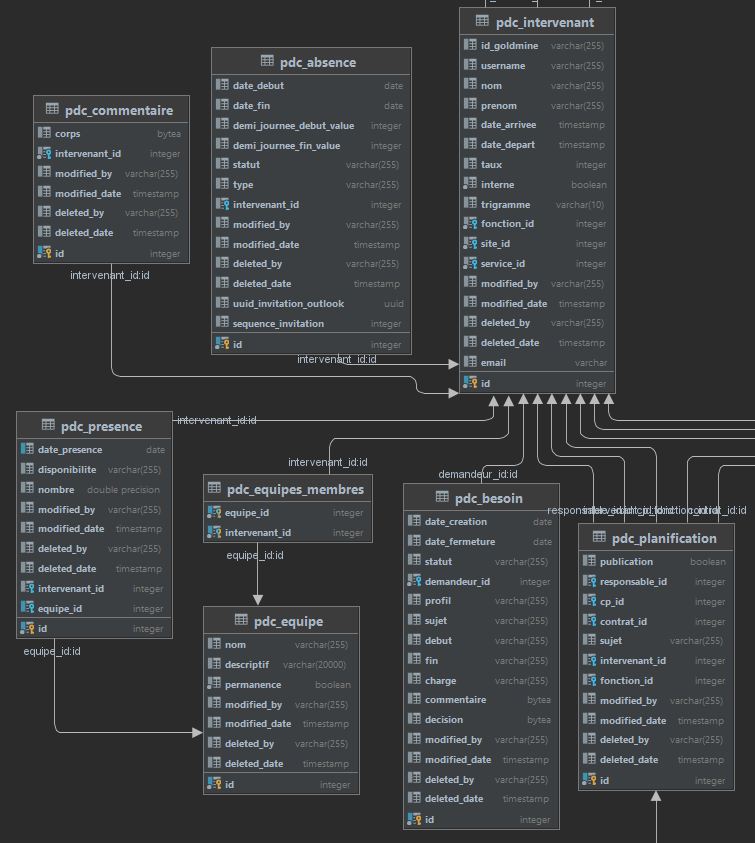 pdc_intervenant
id_goldmine varchar(255)
username varchar(255)
nom varchar(255)
prenom varchar(255)
date_arrivee timestamp
date_depart timestamp
taux integer
interne boolean
trigramme varchar(10)
fonction_id integer
site_id integer
service_id integer
modified_by varchar(255)
modified_date timestamp
deleted_by varchar(255)
deleted_date timestamp
email varchar
id integer
pdc_absence
date_debut date
date_fin date
demi_journee_debut_value integer
demi_journee_fin_value integer
statut varchar(255)
type varchar(255)
intervenant_id integer
modified_by varchar(255)
modified_date timestamp
deleted_by varchar(255)
deleted_date timestamp
uuid_invitation_outlook uuid
sequence_invitation integer
id integer
intervenant_id:id
pdc_commentaire
corps bytea
intervenant_id integer
modified_by varchar(255)
modified_date timestamp
deleted_by varchar(255)
deleted_date timestamp
id integer
intervenant_id:id
pdc_presence
date_presence date
disponibilite varchar(255)
nombre double precision
modified_by varchar(255)
modified_date timestamp
deleted_by varchar(255)
deleted_date timestamp
intervenant_id integer
equipe_id integer
id integer
intervenant_id:id
equipe_id:id
intervenant_id:id
pdc_equipes_membres
equipe_id integer
intervenant_id integer
equipe_id:id
pdc_equipe
nom varchar(255)
descriptif varchar(20000)
permanence boolean
modified_by varchar(255)
modified_date timestamp
deleted_by varchar(255)
deleted_date timestamp
id integer
demandeur_id:id
pdc_besoin
date_creation date
date_fermeture date
statut varchar(255)
demandeur_id integer
profil varchar(255)
sujet varchar(255)
debut varchar(255)
fin varchar(255)
charge varchar(255)
commentaire bytea
decision bytea
modified_by varchar(255)
modified_date timestamp
deleted_by varchar(255)
deleted_date timestamp
id integer
pdc_planification
publication boolean
responsable_id integer
cp_id integer
contrat_id integer
sujet varchar(255)
intervenant_id integer
fonction_id integer
modified_by varchar(255)
modified_date timestamp
deleted_by varchar(255)
deleted_date timestamp
id integer